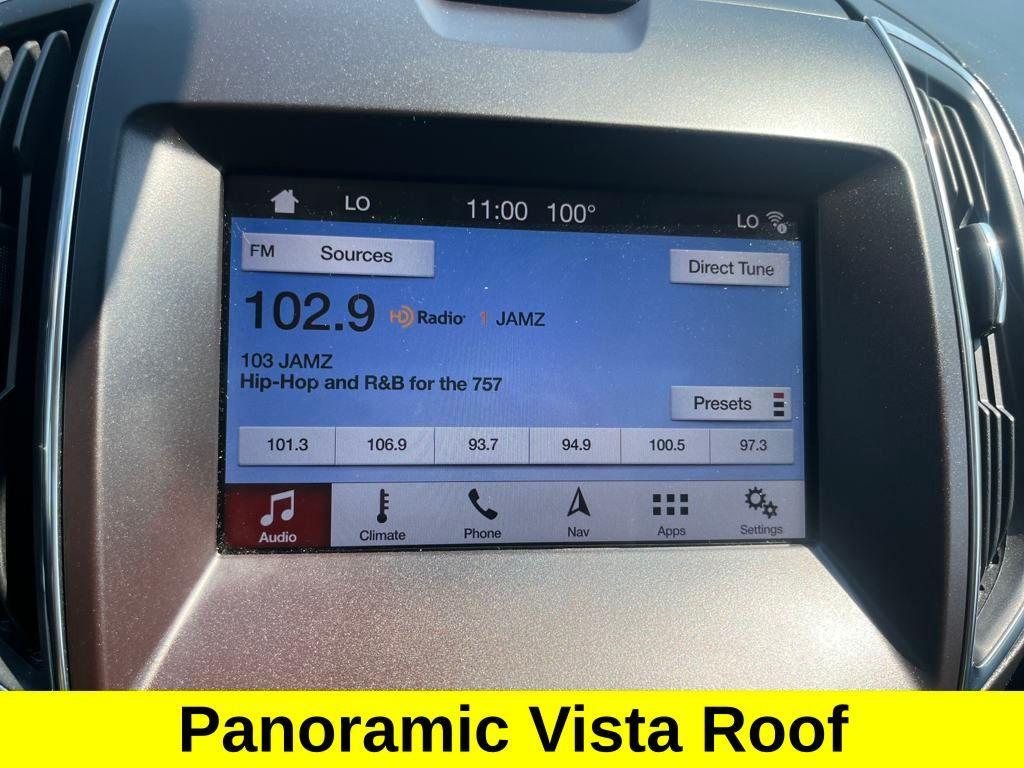 LO 11:00 100° LO
FM Sources
Direct Tune
102.9 HD Radio 1 JAMZ
103 JAMZ
Hip-Hop and R&B for the 757
Presets
101.3 106.9 93.7 94.9 100.5 97.3
Audio Climate Phone Nav Apps Settings
Panoramic Vista Roof